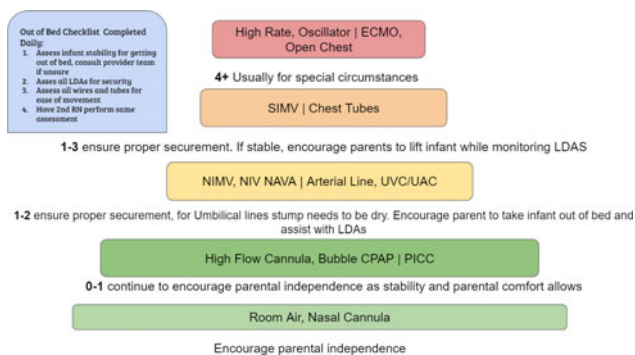 Out of Bed Checklist Completed
Daily:
1. Assess infant stability for getting
out of bed, consult provider team
if unsure
2. Asses all LDAs for security
3. Assess all wires and tubes for
ease of movement
4. Have 2nd RN perform same
assessment
High Rate, Oscillator | ECMO,
Open Chest
4+ Usually for special circumstances
SIMV | Chest Tubes
1-3 ensure proper securement. If stable, encourage parents to lift infant while monitoring LDAS
NIMV, NIV NAVA | Arterial Line, UVC/UAC
1-2 ensure proper securement, for Umbilical lines stump needs to be dry. Encourage parent to take infant out of bed and
assist with LDAs
High Flow Cannula, Bubble CPAP | PICC
0-1 continue to encourage parental independence as stability and parental comfort allows
Room Air, Nasal Cannula
Encourage parental independence